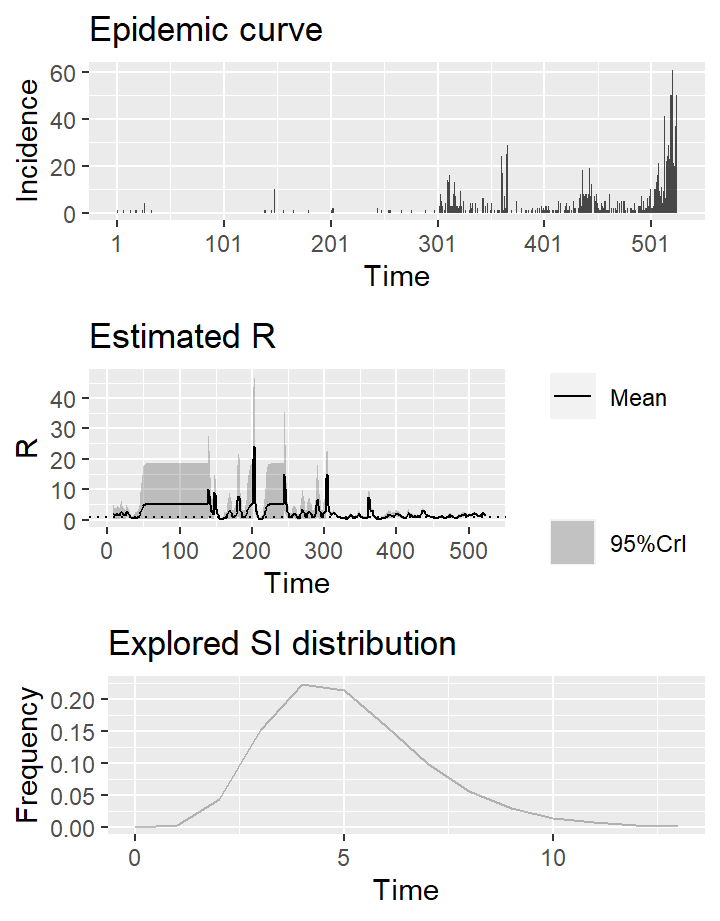 Epidemic curve
Incidence
60
40
20
0
1 101 201 301 401 501
Time
Estimated R
R
40
30
20
10
0
0 100 200 300 400 500
Time
Mean
95%CrI
Explored SI distribution
Frequency
0.20
0.15
0.10
0.05
0.00
0 5 10
Time